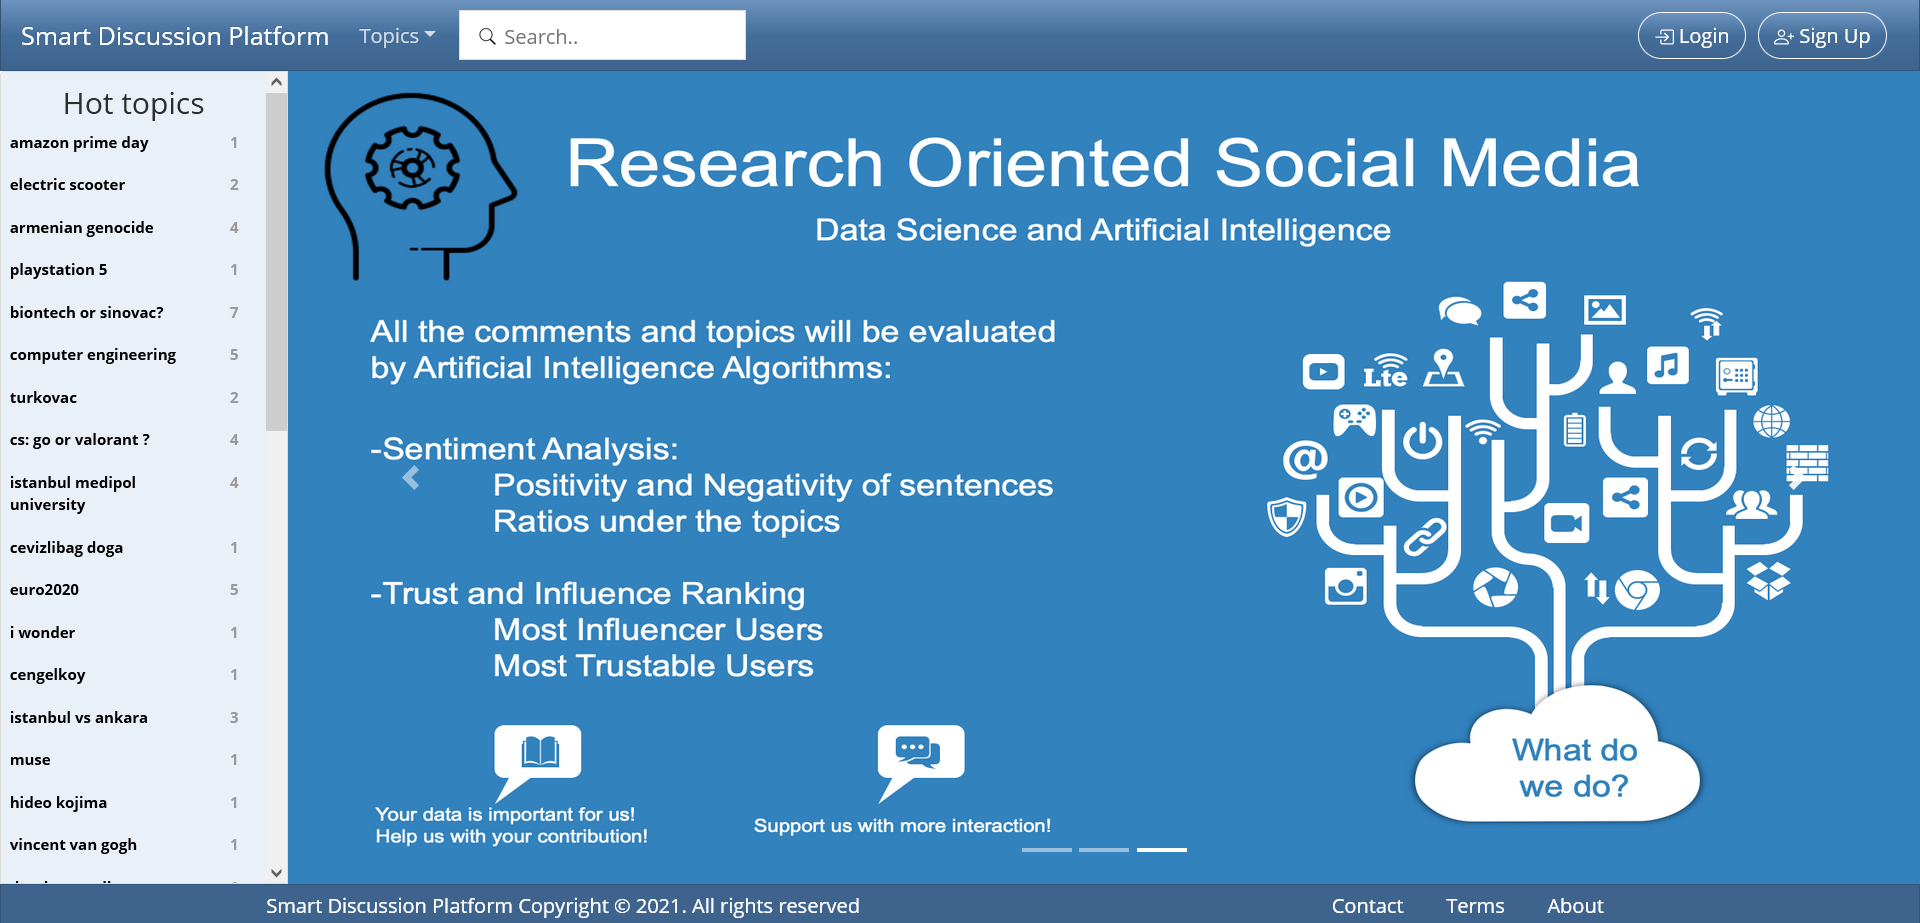 Smart Discussion Platform
Topics
Search..
Login
Sign Up
Hot topics
amazon prime day 1
electric scooter 2
armenian genocide 4
playstation 5 1
biontech or sinovac? 7
computer engineering 5
turkovac 2
cs: go or valorant ? 4
istanbul medipol 4
university
cevizlibag doga 1
euro2020 5
i wonder 1
cengelkoy 1
istanbul vs ankara 3
muse 1
hideo kojima 1
vincent van gogh 1
Research Oriented Social Media
Data Science and Artificial Intelligence
All the comments and topics will be evaluated
by Artificial Intelligence Algorithms:
-Sentiment Analysis:
Positivity and Negativity of sentences
Ratios under the topics
-Trust and Influence Ranking
Most Influencer Users
Most Trustable Users
Your data is important for us!
Help us with your contribution!
Support us with more interaction!
Lte
@
What do
we do?
Smart Discussion Platform Copyright © 2021. All rights reserved
Contact
Terms
About